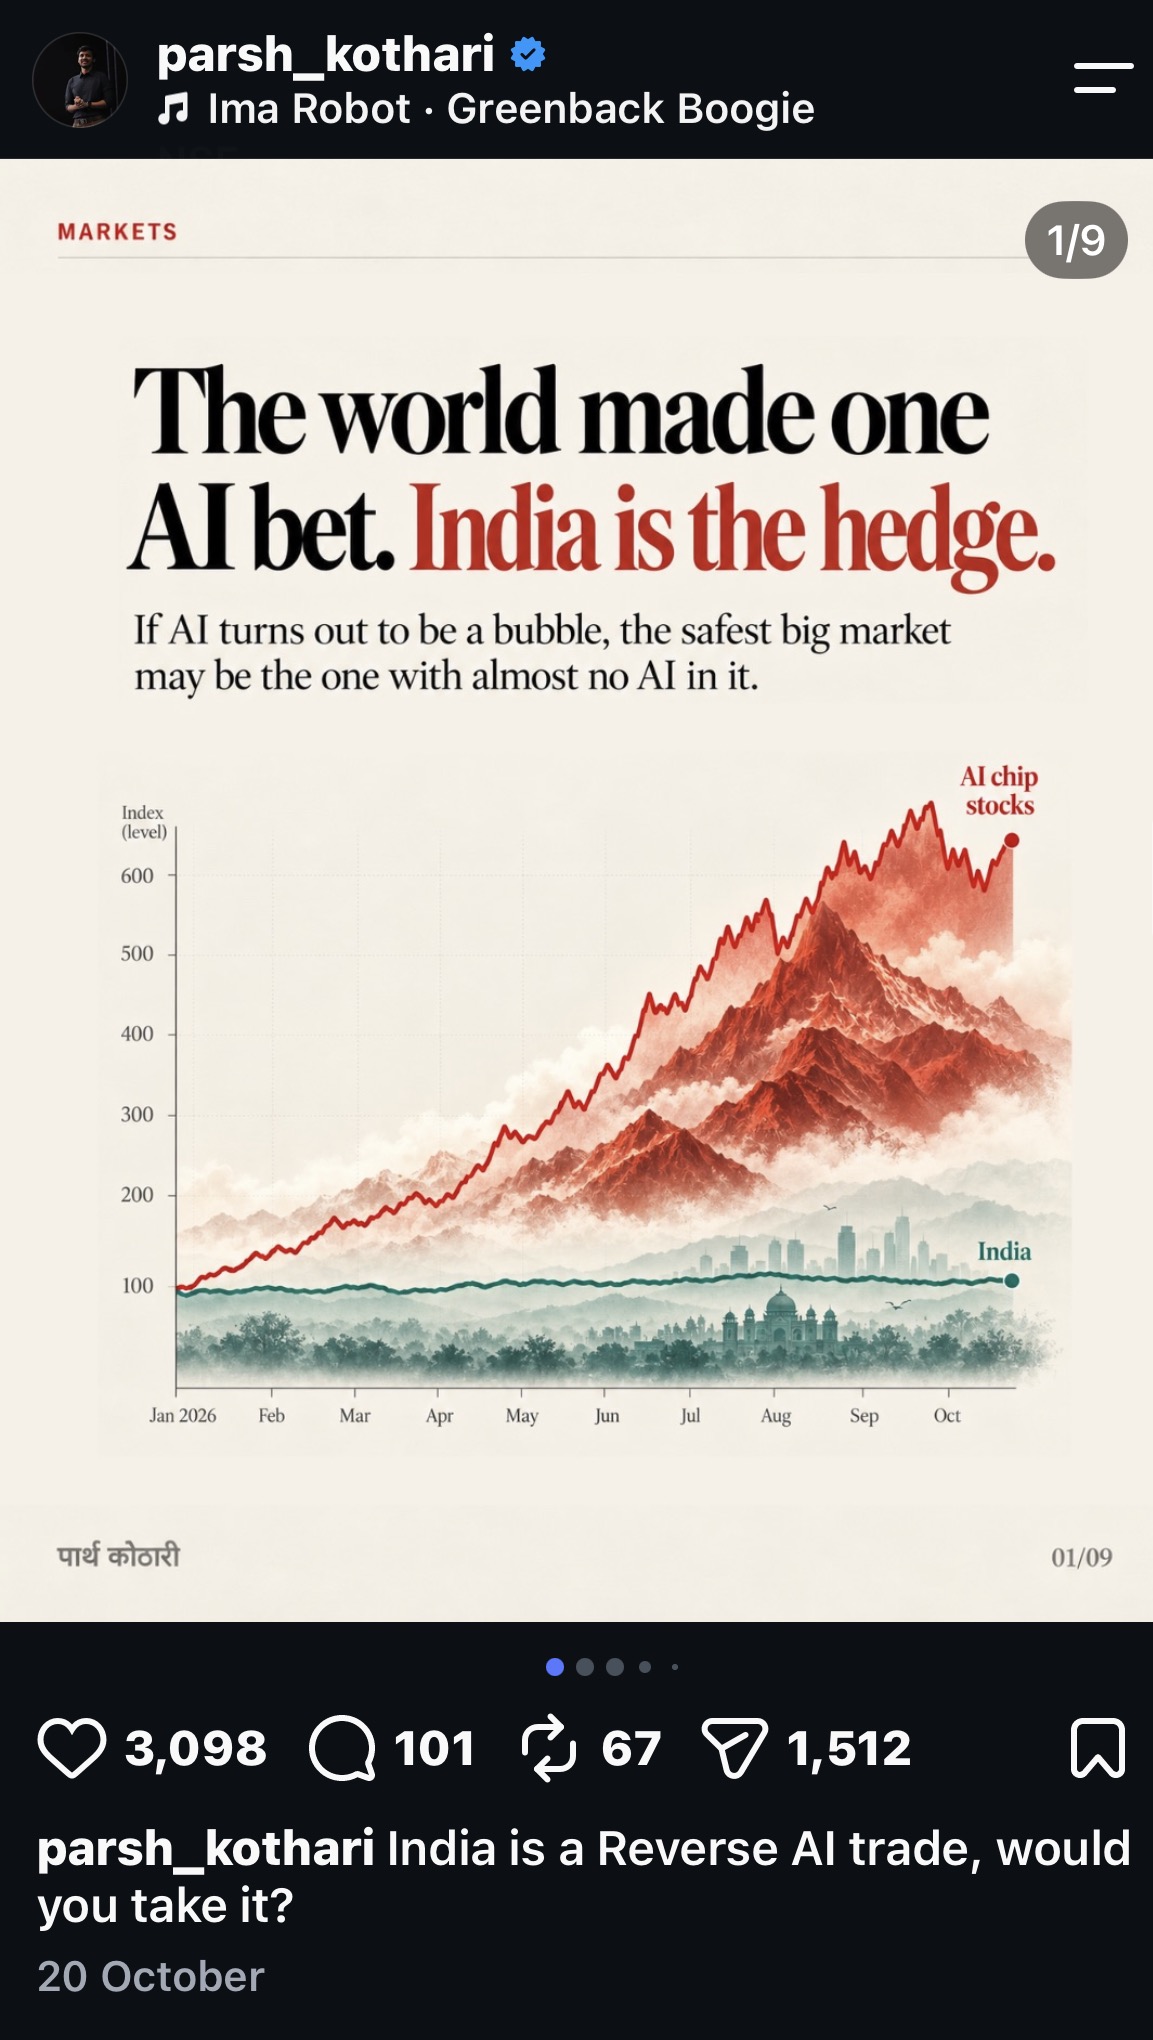 parsh_kothari
Ima Robot · Greenback Boogie
MARKETS
1/9
The world made one
AI bet. India is the hedge.
If AI turns out to be a bubble, the safest big market
may be the one with almost no AI in it.
AI chip
stocks
Index
(level)
600
500
400
300
200
India
100
Jan 2026 Feb Mar Apr May Jun Jul Aug Sep Oct
पार्थ कोठारी
01/09
3,098 101 67 1,512
parsh_kothari India is a Reverse AI trade, would
you take it?
20 October